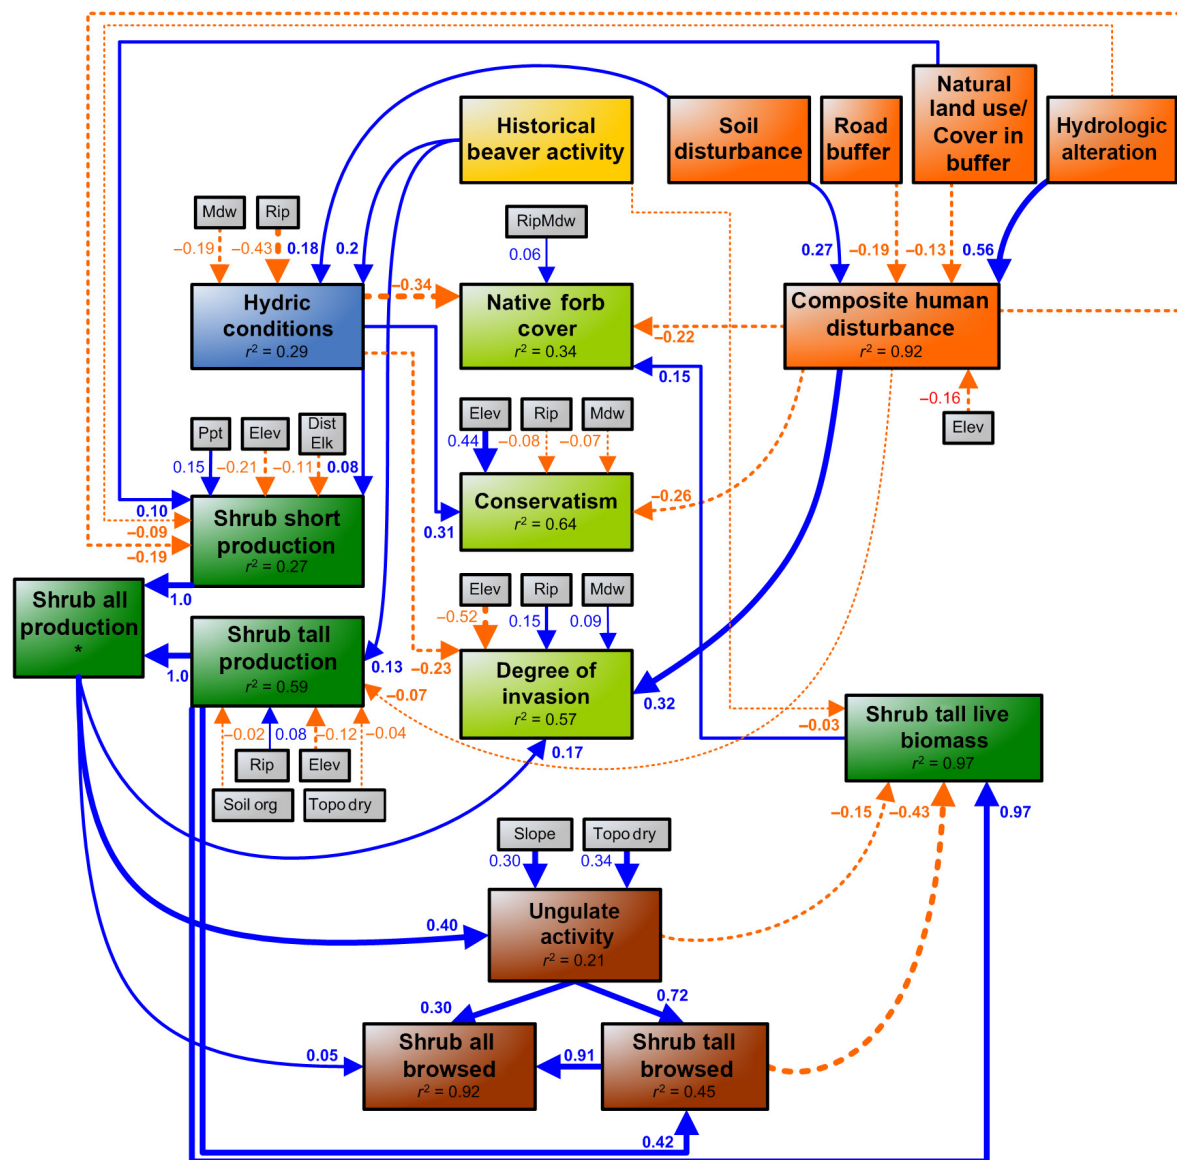 Historical
beaver activity
Soil
disturbance
Road
buffer
Natural
land use/
Cover in
buffer
Hydrologic
alteration
Mdw
Rip
RipMdw
−0.19
−0.43
0.18
0.2
0.06
0.27
−0.19
−0.13
0.56
Hydric
conditions
r² = 0.29
−0.34
Native forb
cover
r² = 0.34
−0.22
0.15
Composite human
disturbance
r² = 0.92
−0.16
Elev
Ppt
Elev
Dist
Elk
0.15
−0.21
−0.11
0.08
Elev
Rip
Mdw
0.44
−0.08
−0.07
0.10
−0.09
−0.19
Shrub short
production
r² = 0.27
0.31
Conservatism
r² = 0.64
−0.26
Shrub all
production
*
1.0
1.0
Shrub tall
production
r² = 0.59
0.13
−0.07
Elev
Rip
Mdw
−0.52
0.15
0.09
−0.23
Degree of
invasion
r² = 0.57
0.32
0.17
−0.02
0.08
−0.12
−0.04
Rip
Elev
Soil org
Topo dry
−0.03
Shrub tall live
biomass
r² = 0.97
−0.15
−0.43
0.97
Slope
Topo dry
0.30
0.34
0.40
Ungulate
activity
r² = 0.21
0.30
0.72
0.05
Shrub all
browsed
r² = 0.92
0.91
Shrub tall
browsed
r² = 0.45
0.42